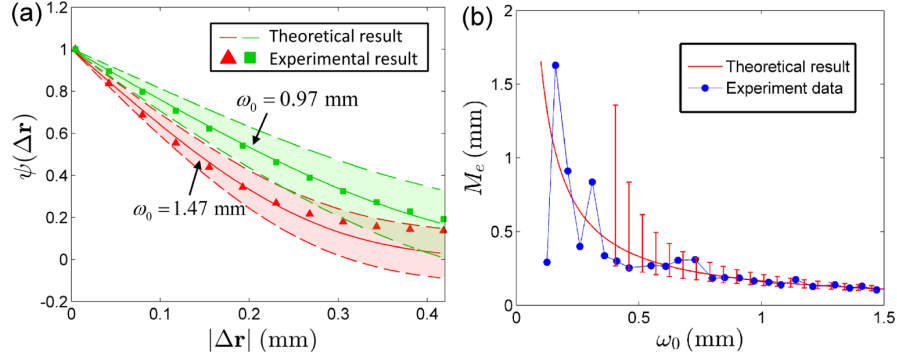 (a)
1.2
1
0.8
0.6
0.4
0.2
0
-0.2
ψ(Δr)
Theoretical result
Experimental result
ω₀ = 0.97 mm
ω₀ = 1.47 mm
0 0.1 0.2 0.3 0.4
|Δr| (mm)
(b)
2
1.5
1
0.5
0
Mₑ (mm)
Theoretical result
Experiment data
0 0.5 1 1.5
ω₀ (mm)